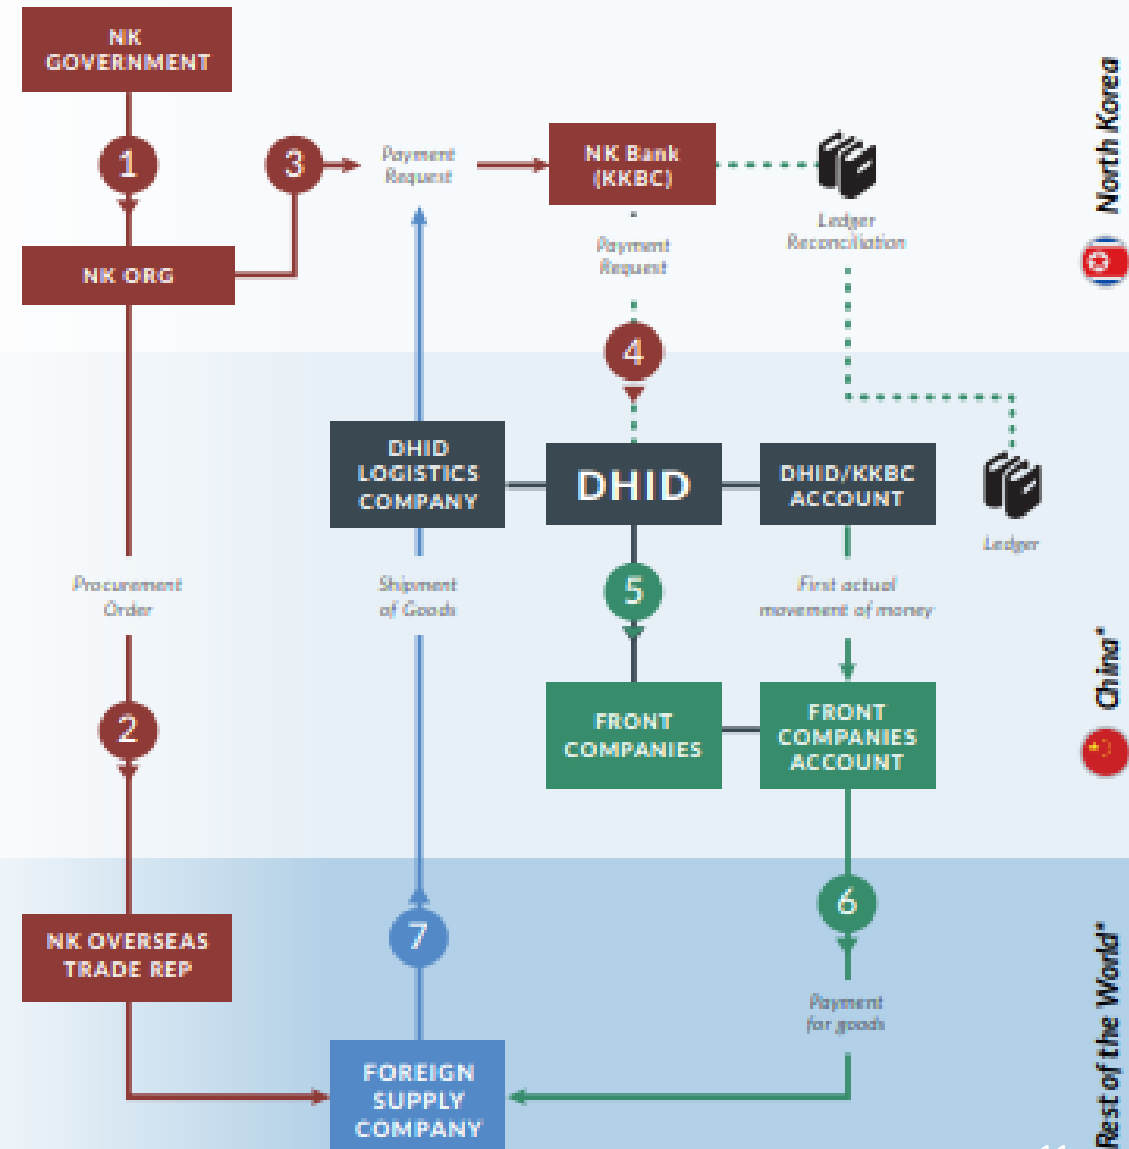 NK
GOVERNMENT
1
3
Payment
Request
NK Bank
(KKBC)
Ledger
Reconciliation
North Korea
NK ORG
Payment
Request
4
DHID
LOGISTICS
COMPANY
DHID
DHID/KKBC
ACCOUNT
Ledger
Procurement
Order
Shipment
of Goods
5
First actual
movement of money
China*
2
FRONT
COMPANIES
FRONT
COMPANIES
ACCOUNT
6
7
NK OVERSEAS
TRADE REP
Payment
for goods
Rest of the World*
FOREIGN
SUPPLY
COMPANY